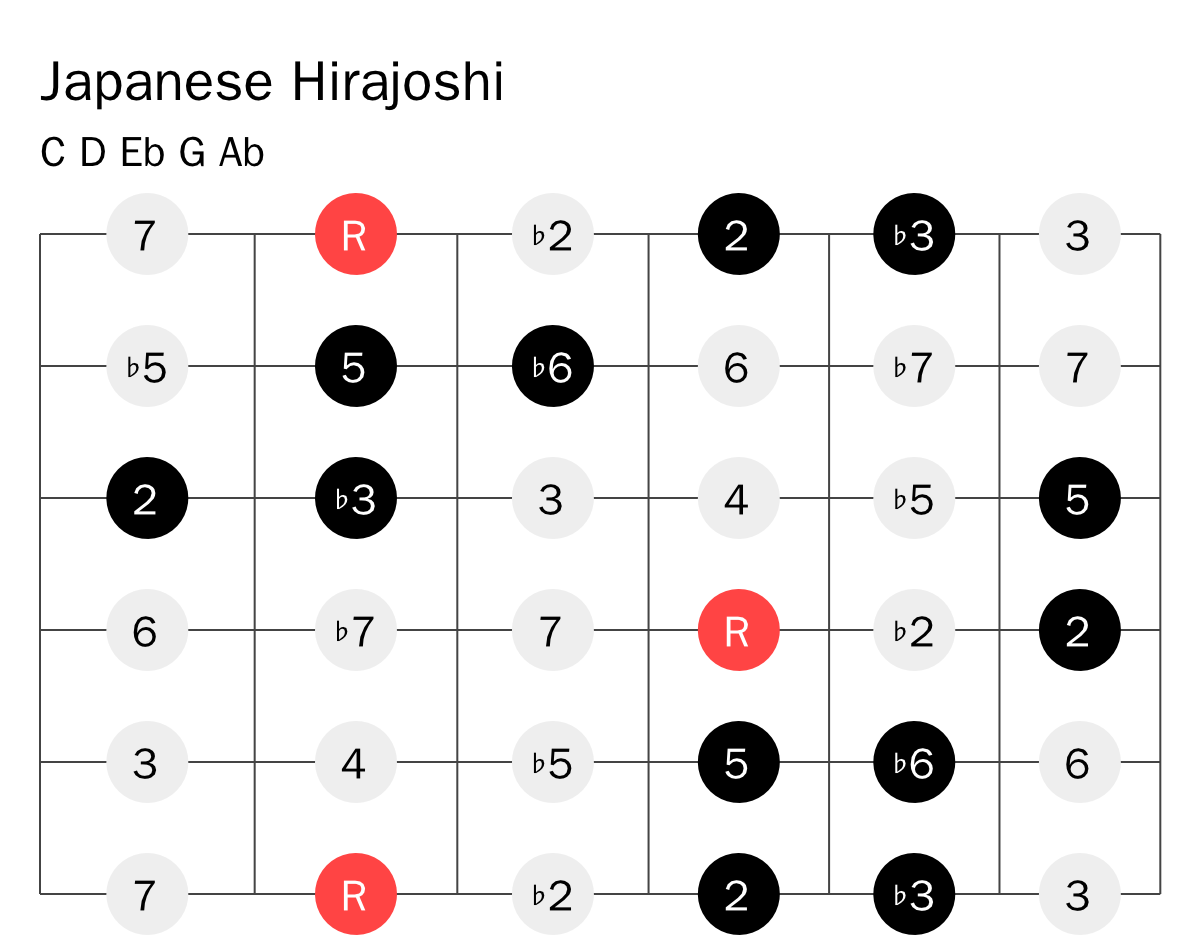 Japanese Hirajoshi
C D Eb G Ab
7 R ♭2 2 ♭3 3
♭5 5 ♭6 6 ♭7 7
2 ♭3 3 4 ♭5 5
6 ♭7 7 R ♭2 2
3 4 ♭5 5 ♭6 6
7 R ♭2 2 ♭3 3